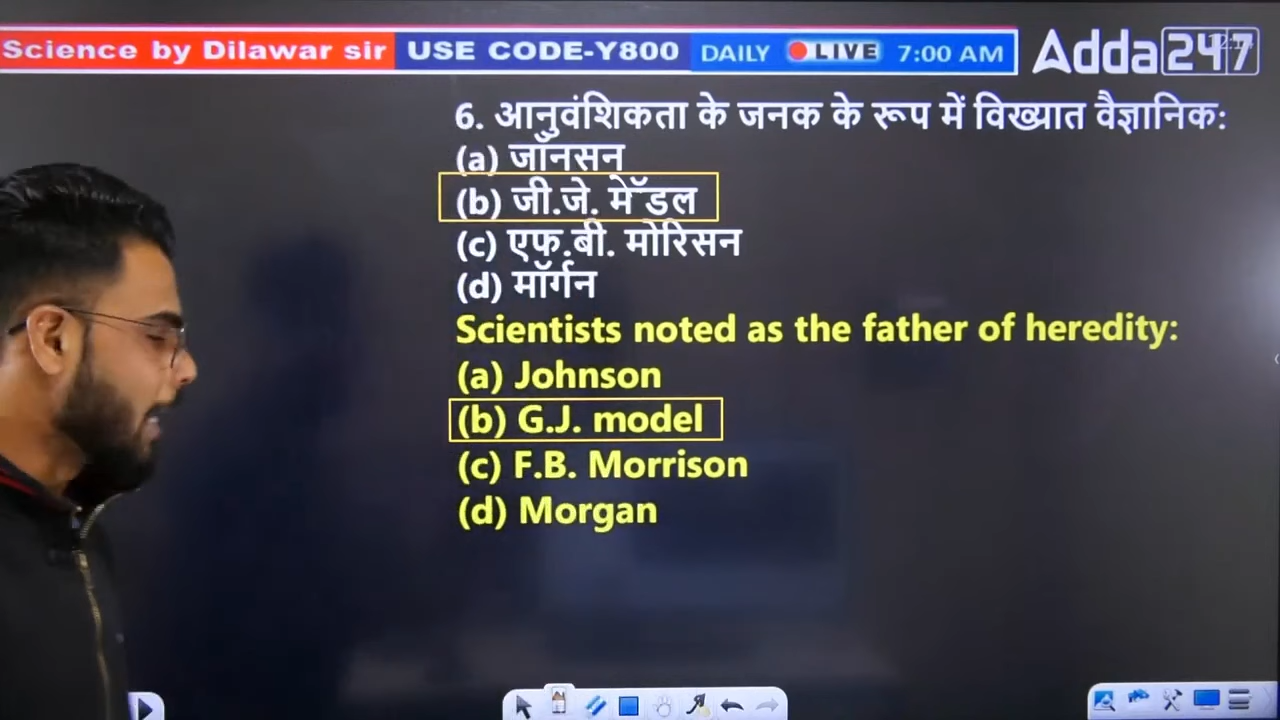 Science by Dilawar sir USE CODE-Y800 DAILY LIVE 7:00 AM Adda247
6. आनुवंशिकता के जनक के रूप में विख्यात वैज्ञानिक:
(a) जॉनसन
(b) जी.जे. मेॅडल
(c) एफ.बी. मोरिसन
(d) मॉर्गन
Scientists noted as the father of heredity:
(a) Johnson
(b) G.J. model
(c) F.B. Morrison
(d) Morgan